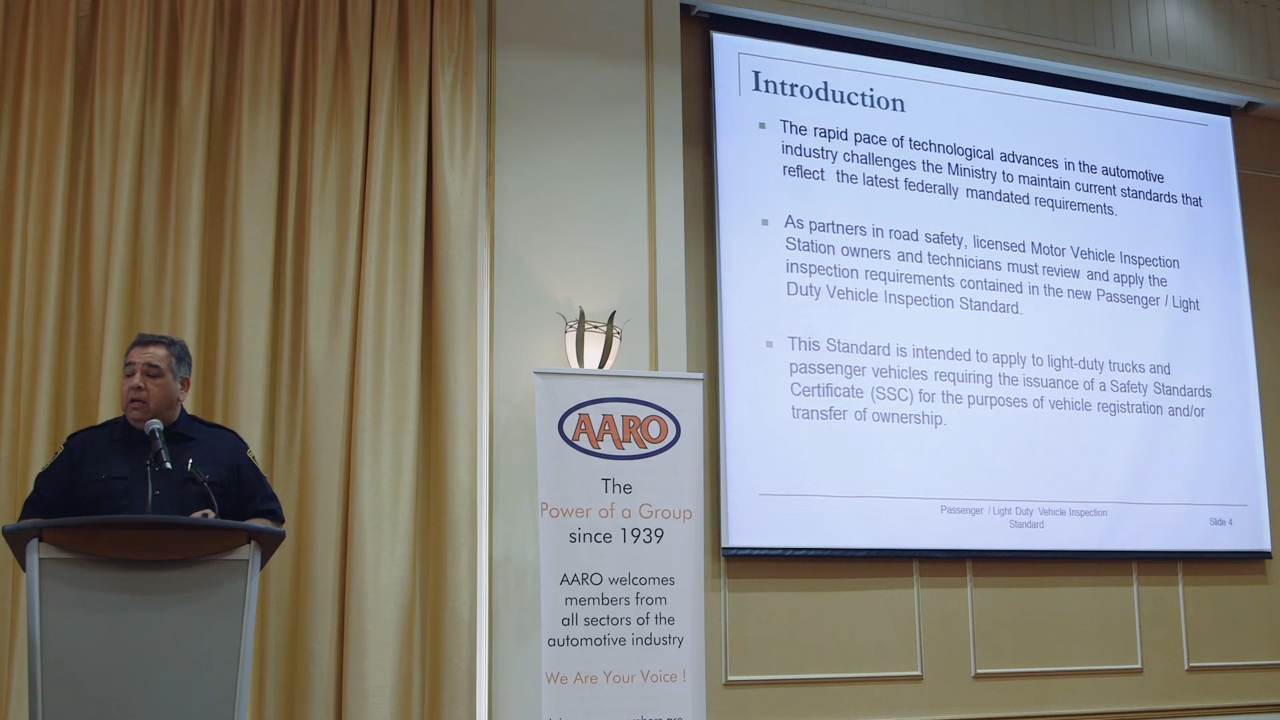 Introduction
The rapid pace of technological advances in the automotive
industry challenges the Ministry to maintain current standards that
reflect the latest federally mandated requirements.
As partners in road safety, licensed Motor Vehicle Inspection
Station owners and technicians must review and apply the
inspection requirements contained in the new Passenger / Light
Duty Vehicle Inspection Standard.
This Standard is intended to apply to light-duty trucks and
passenger vehicles requiring the issuance of a Safety Standards
Certificate (SSC) for the purposes of vehicle registration and/or
transfer of ownership.
Passenger / Light Duty Vehicle Inspection
Standard
Slide 4
AARO
The
Power of a Group
since 1939
AARO welcomes
members from
all sectors of the
automotive industry
We Are Your Voice !